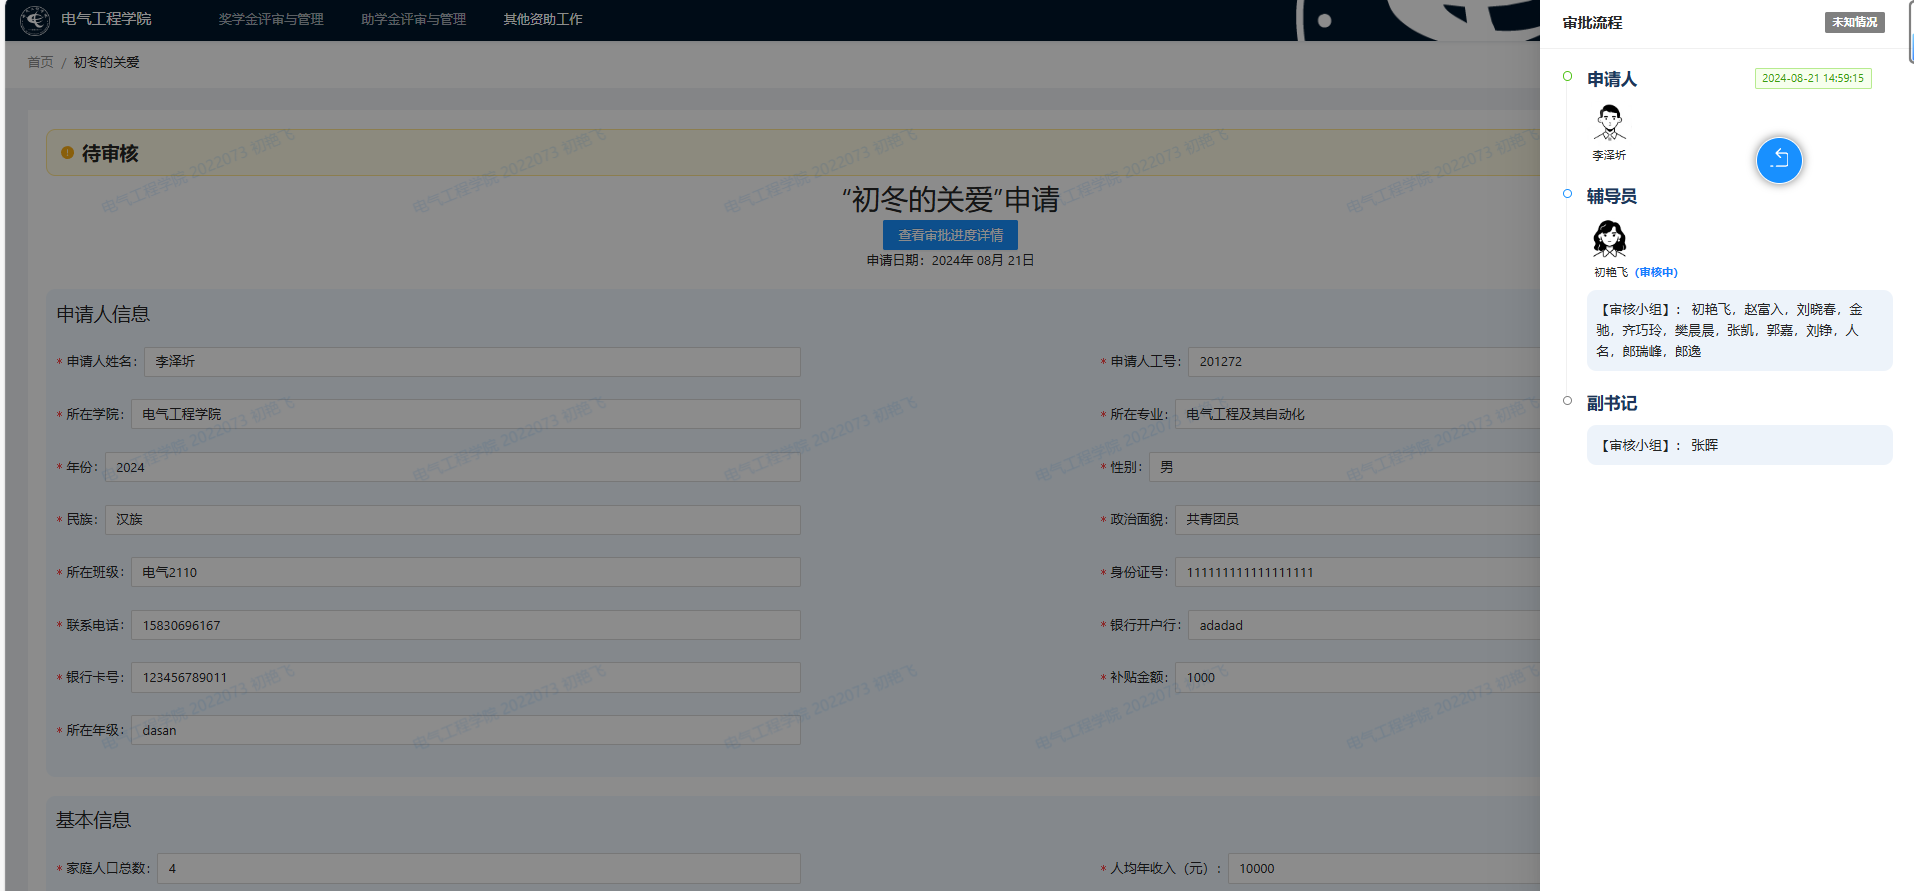 电气工程学院 奖学金评审与管理 助学金评审与管理 其他资助工作
首页 / 初冬的关爱
待审核
“初冬的关爱”申请
查看审批进度详情
申请日期：2024年 08月 21日
申请人信息
* 申请人姓名： 李泽圻 * 申请人工号： 201272
* 所在学院： 电气工程学院 * 所在专业： 电气工程及其自动化
* 年份： 2024 * 性别： 男
* 民族： 汉族 * 政治面貌： 共青团员
* 所在班级： 电气2110 * 身份证号： 111111111111111111
* 联系电话： 15830696167 * 银行开户行： adadad
* 银行卡号： 123456789011 * 补贴金额： 1000
* 所在年级： dasan
基本信息
* 家庭人口总数： 4 * 人均年收入（元）： 10000
电气工程学院 2022073 初艳飞
审批流程 未知情况
申请人 2024-08-21 14:59:15
李泽圻
辅导员
初艳飞 (审核中)
【审核小组】： 初艳飞，赵富入，刘晓春，金
驰，齐巧玲，樊晨晨，张凯，郭嘉，刘铮，人
名，郎瑞峰，郎逸
副书记
【审核小组】： 张晖